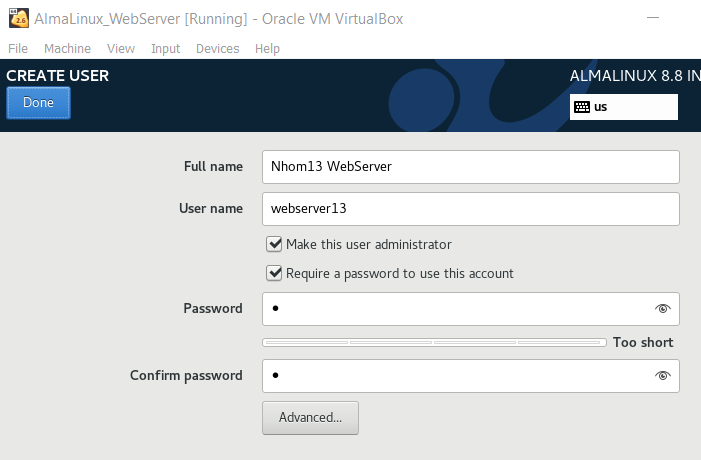 AlmaLinux_WebServer [Running] - Oracle VM VirtualBox
File Machine View Input Devices Help
CREATE USER
ALMALINUX 8.8 IN
Done
us
Full name Nhom13 WebServer
User name webserver13
Make this user administrator
Require a password to use this account
Password •
Too short
Confirm password •
Advanced...